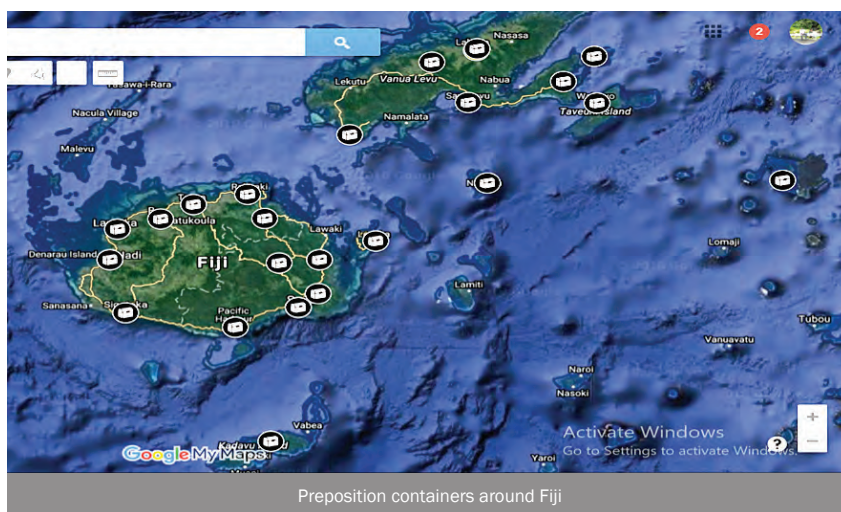 2
Nasasa
Lekutu
Vanua Levu
Nabua
Taveuni Island
Namalata
Nacula Village
Malevu
Lawaki
Denarau Island
Fiji
Sanasana
Pacific
Lomaji
Lamiti
Tubou
Vanuavatu
Naroi
Nasoki
Vabea
Yaroi
Google My Maps
Activate Windows
Go to Settings to activate Windows.
?
+
−
Preposition containers around Fiji